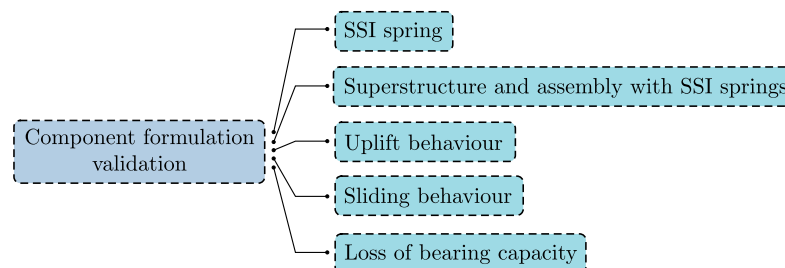 SSI spring
Superstructure and assembly with SSI springs
Component formulation
validation
Uplift behaviour
Sliding behaviour
Loss of bearing capacity